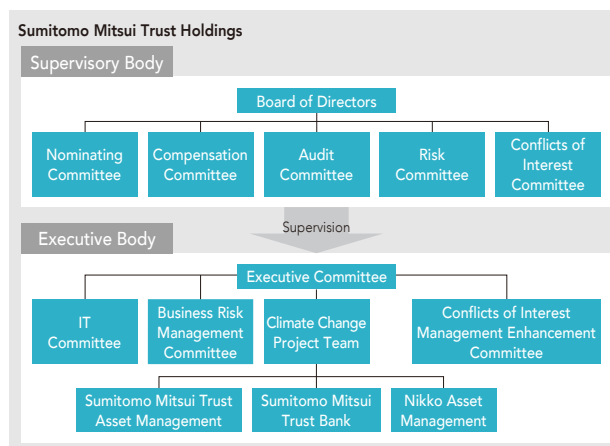 Sumitomo Mitsui Trust Holdings
Supervisory Body
Board of Directors
Nominating
Committee
Compensation
Committee
Audit
Committee
Risk
Committee
Conflicts of
Interest
Committee
Supervision
Executive Body
Executive Committee
IT
Committee
Business Risk
Management
Committee
Climate Change
Project Team
Conflicts of Interest
Management Enhancement
Committee
Sumitomo Mitsui Trust
Asset Management
Sumitomo Mitsui
Trust Bank
Nikko Asset
Management